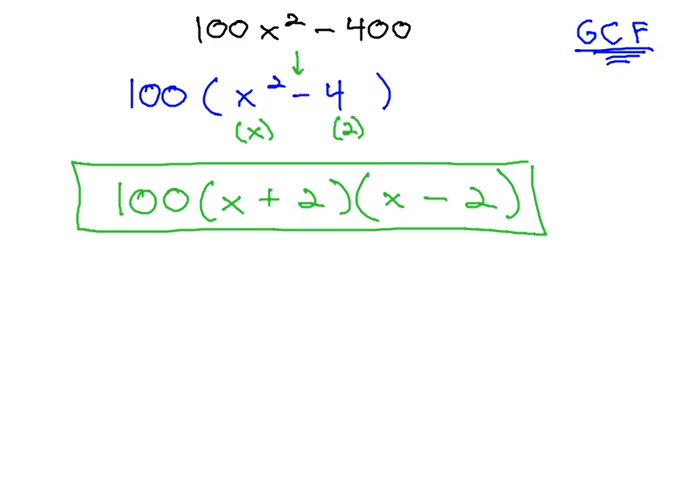 100x² - 400
GCF
100(x² - 4)
(x) (2)
100(x + 2)(x - 2)